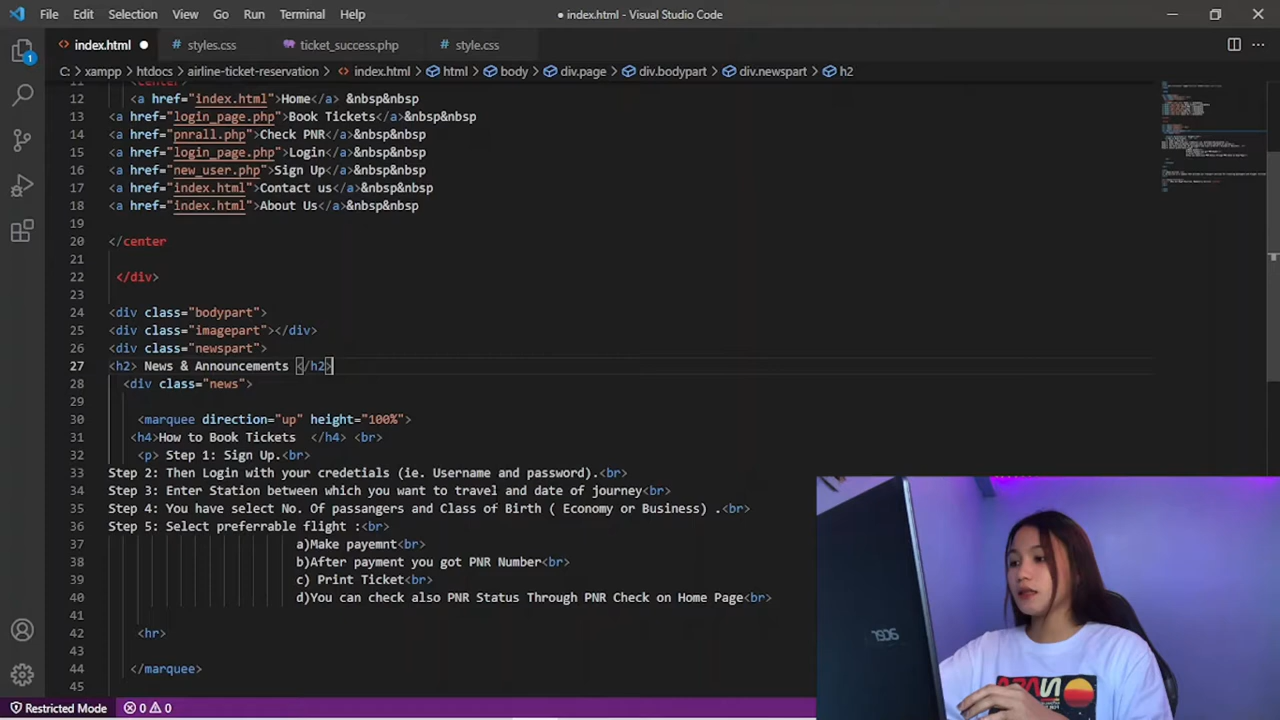 File Edit Selection View Go Run Terminal Help
● index.html - Visual Studio Code
<> index.html ●
# styles.css
ticket_success.php
# style.css
1
C: > xampp > htdocs > airline-ticket-reservation > <> index.html > html > body > div.page > div.bodypart > div.newspart > h2
11 <center>
12 <a href="index.html">Home</a> &nbsp&nbsp
13 <a href="login_page.php">Book Tickets</a>&nbsp&nbsp
14 <a href="pnrall.php">Check PNR</a>&nbsp&nbsp
15 <a href="login_page.php">Login</a>&nbsp&nbsp
16 <a href="new_user.php">Sign Up</a>&nbsp&nbsp
17 <a href="index.html">Contact us</a>&nbsp&nbsp
18 <a href="index.html">About Us</a>&nbsp&nbsp
19
20 </center
21
22 </div>
23
24 <div class="bodypart">
25 <div class="imagepart"></div>
26 <div class="newspart">
27 <h2> News & Announcements </h2>
28 <div class="news">
29
30 <marquee direction="up" height="100%">
31 <h4>How to Book Tickets </h4> <br>
32 <p> Step 1: Sign Up.<br>
33 Step 2: Then Login with your credetials (ie. Username and password).<br>
34 Step 3: Enter Station between which you want to travel and date of journey<br>
35 Step 4: You have select No. Of passangers and Class of Birth ( Economy or Business) .<br>
36 Step 5: Select preferrable flight :<br>
37 a)Make payemnt<br>
38 b)After payment you got PNR Number<br>
39 c) Print Ticket<br>
40 d)You can check also PNR Status Through PNR Check on Home Page<br>
41
42 <hr>
43
44 </marquee>
45
Restricted Mode 0 0
acer